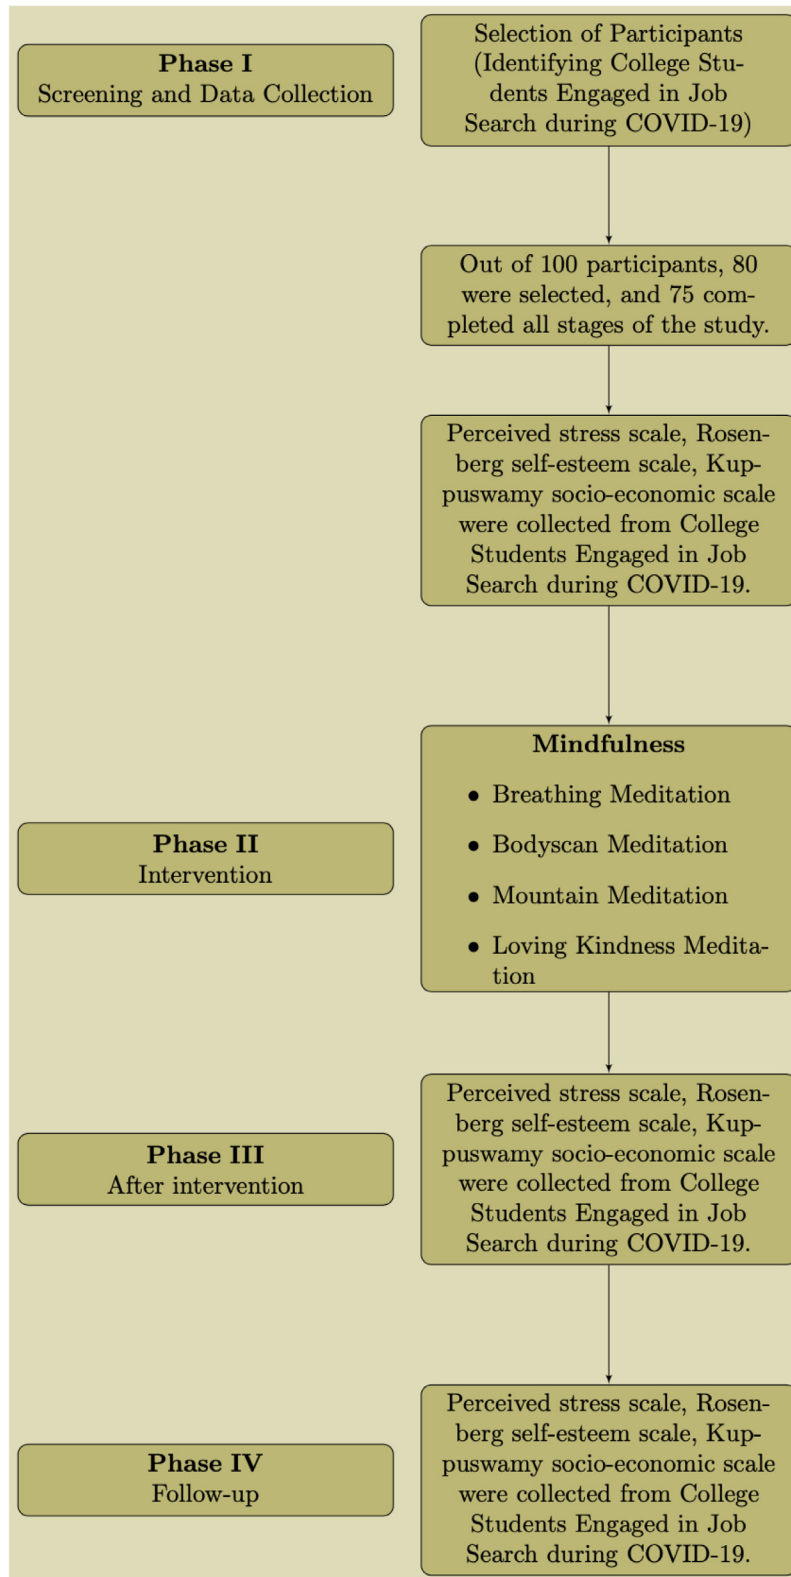 Phase I
Screening and Data Collection
Selection of Participants
(Identifying College Stu-
dents Engaged in Job
Search during COVID-19)
Out of 100 participants, 80
were selected, and 75 com-
pleted all stages of the study.
Perceived stress scale, Rosen-
berg self-esteem scale, Kup-
puswamy socio-economic scale
were collected from College
Students Engaged in Job
Search during COVID-19.
Phase II
Intervention
Mindfulness
• Breathing Meditation
• Bodyscan Meditation
• Mountain Meditation
• Loving Kindness Medita-
tion
Phase III
After intervention
Perceived stress scale, Rosen-
berg self-esteem scale, Kup-
puswamy socio-economic scale
were collected from College
Students Engaged in Job
Search during COVID-19.
Phase IV
Follow-up
Perceived stress scale, Rosen-
berg self-esteem scale, Kup-
puswamy socio-economic scale
were collected from College
Students Engaged in Job
Search during COVID-19.